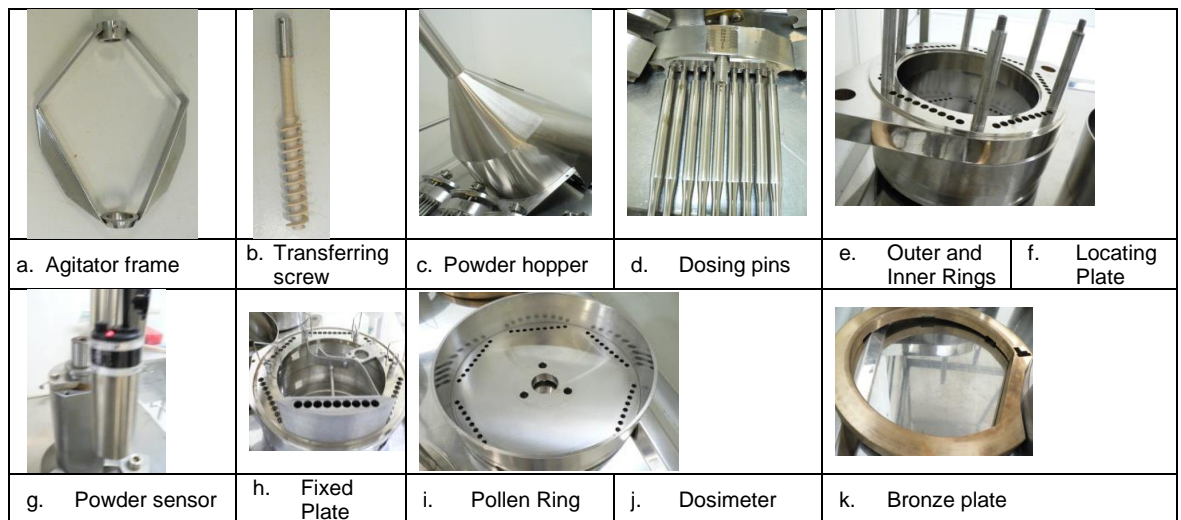 a. Agitator frame
b. Transferring
screw
c. Powder hopper
d. Dosing pins
e. Outer and
Inner Rings
f. Locating
Plate
g. Powder sensor
h. Fixed
Plate
i. Pollen Ring
j. Dosimeter
k. Bronze plate